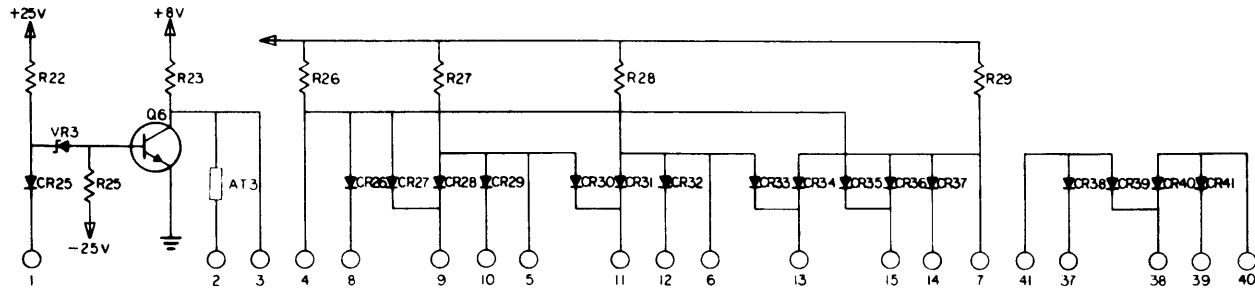 +25V +8V
R22 R23 R26 R27 R28 R29
Q6
VR3
CR25 R25 AT3 CR26 CR27 CR28 CR29 CR30 CR31 CR32 CR33 CR34 CR35 CR36 CR37 CR38 CR39 CR40 CR41
-25V
1 2 3 4 8 9 10 5 11 12 6 13 15 14 7 41 37 38 39 40